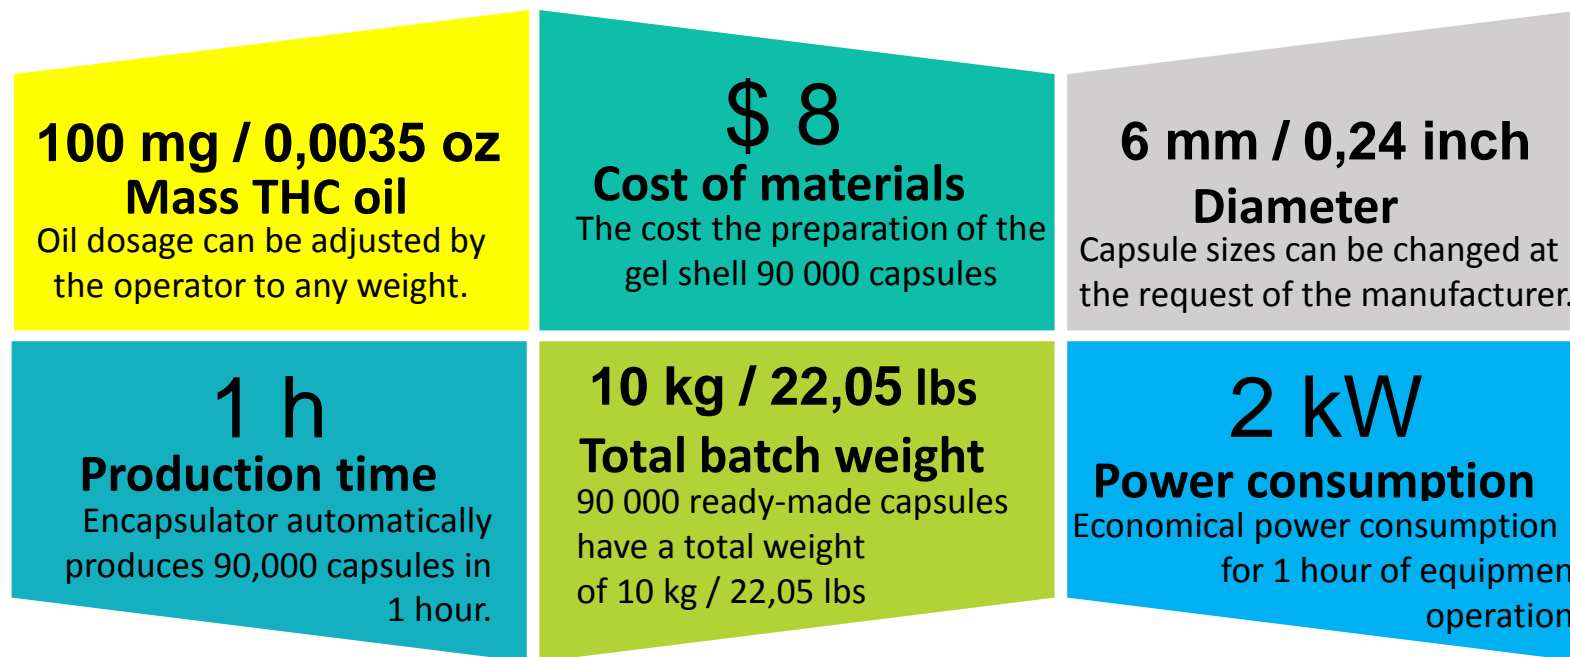 100 mg / 0,0035 oz
Mass THC oil
Oil dosage can be adjusted by
the operator to any weight.
$ 8
Cost of materials
The cost the preparation of the
gel shell 90 000 capsules
6 mm / 0,24 inch
Diameter
Capsule sizes can be changed at
the request of the manufacturer.
1 h
Production time
Encapsulator automatically
produces 90,000 capsules in
1 hour.
10 kg / 22,05 lbs
Total batch weight
90 000 ready-made capsules
have a total weight
of 10 kg / 22,05 lbs
2 kW
Power consumption
Economical power consumption
for 1 hour of equipmen
operation